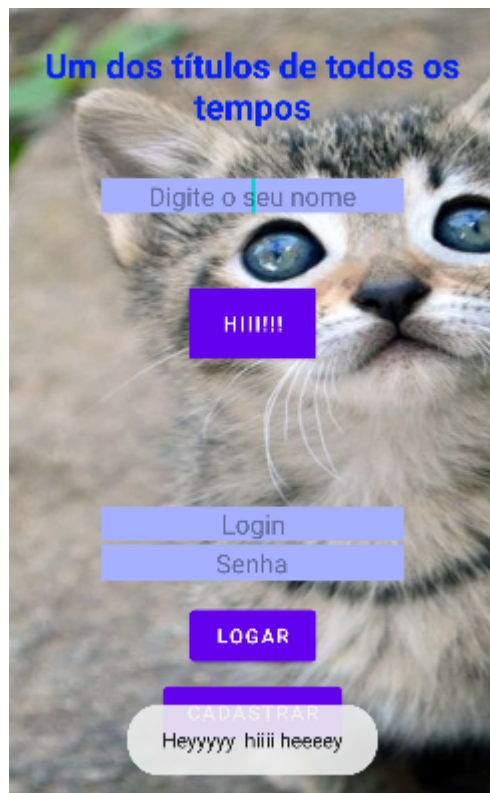 Um dos títulos de todos os
tempos
Digite o seu nome
HIII!!!
Login
Senha
LOGAR
CADASTRAR
Heyyyyy hiiii heeeey